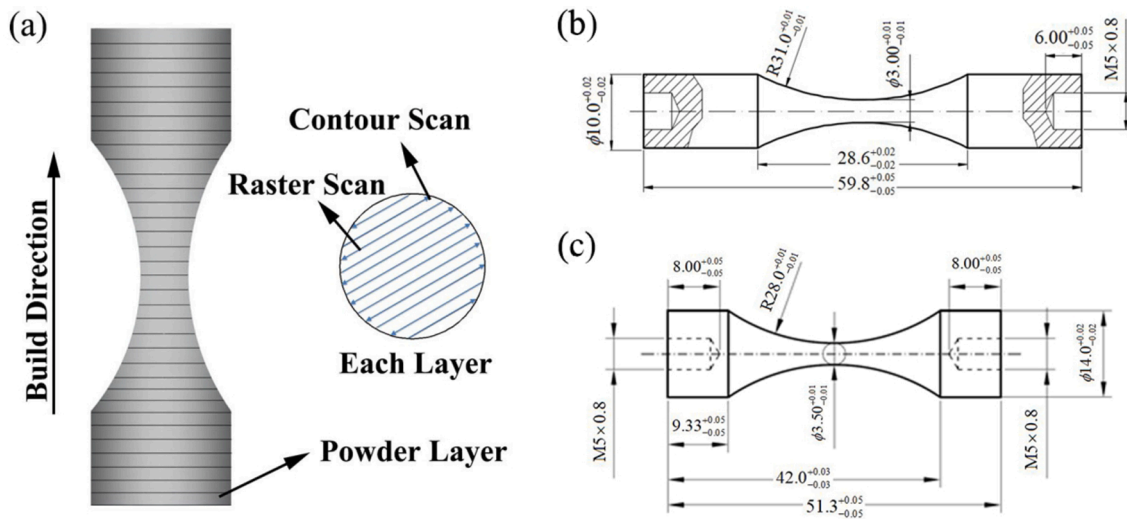 (a)
Contour Scan
Raster Scan
Build Direction
Each Layer
Powder Layer
(b)
R31.0+0.01-0.01
ϕ3.00+0.01-0.01
6.00+0.05-0.05
M5×0.8
ϕ10.0+0.02-0.02
28.6+0.02-0.02
59.8+0.05-0.05
(c)
8.00+0.05-0.05
R28.0+0.01-0.01
8.00+0.05-0.05
M5×0.8
ϕ3.50+0.01-0.01
ϕ14.0+0.02-0.02
M5×0.8
9.33+0.05-0.05
42.0+0.03-0.03
51.3+0.05-0.05